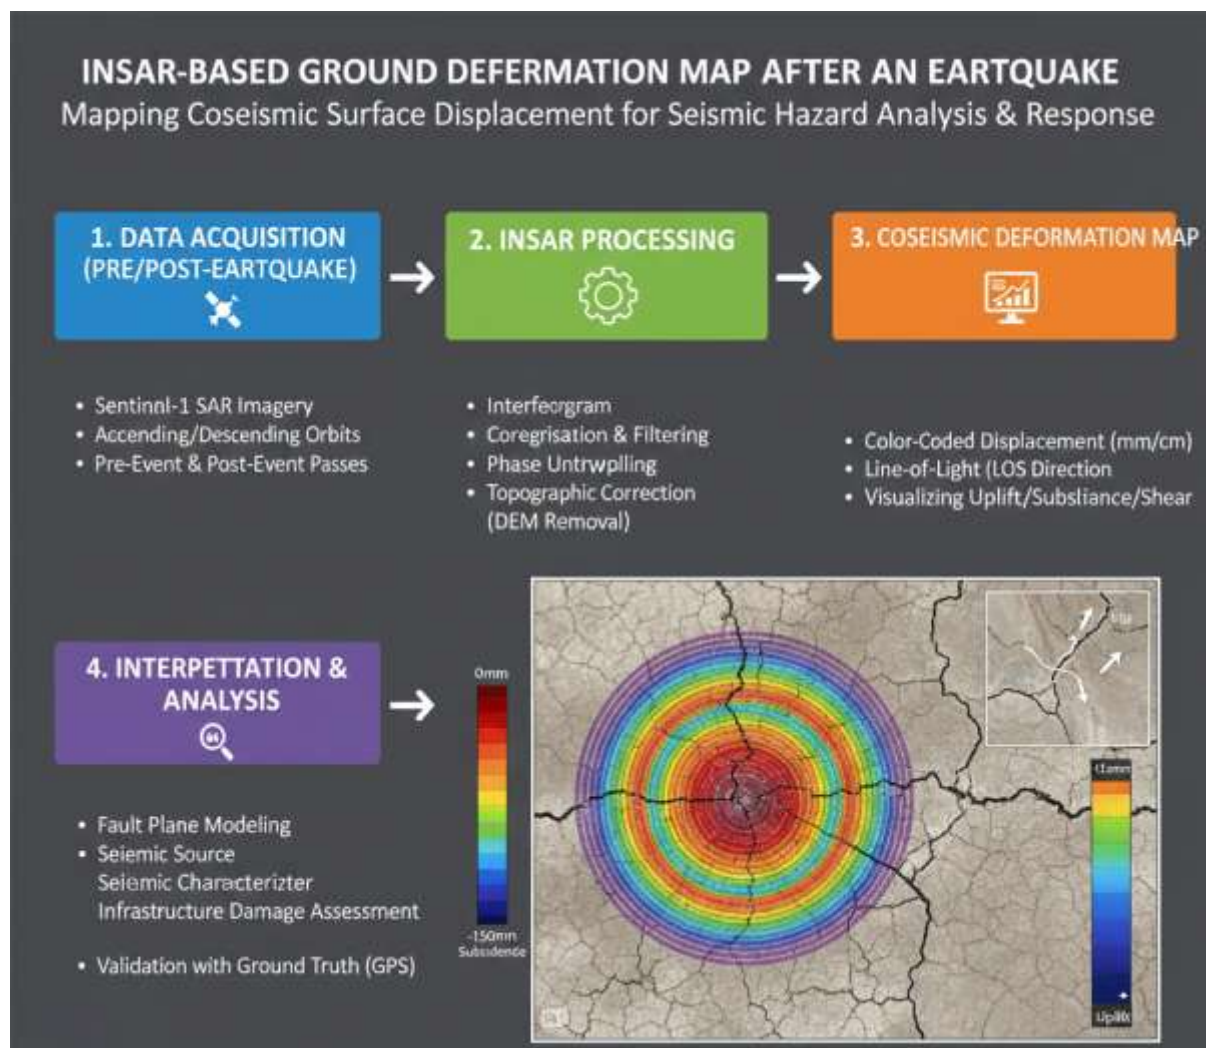 INSAR-BASED GROUND DEFERMATION MAP AFTER AN EARTQUAKE
Mapping Coseismic Surface Displacement for Seismic Hazard Analysis & Response
1. DATA ACQUISITION
(PRE/POST-EARTQUAKE)
2. INSAR PROCESSING
3. COSEISMIC DEFORMATION MAP
• Sentinnl-1 SAR Imagery
• Accending/Descending Orbits
• Pre-Event & Post-Event Passes
• Interfeorgram
• Coregrisation & Filtering
• Phase Untrwplling
• Topographic Correction
(DEM Removal)
• Color-Coded Displacement (mm/cm)
• Line-of-Light (LOS Direction
• Visualizing Uplift/Subsliance/Shear
4. INTERPETTATION &
ANALYSIS
• Fault Plane Modeling
• Seiemic Source
Seiemic Characterizter
Infrastructure Damage Assessment
• Validation with Ground Truth (GPS)
0mm
-150mm
Subsidende